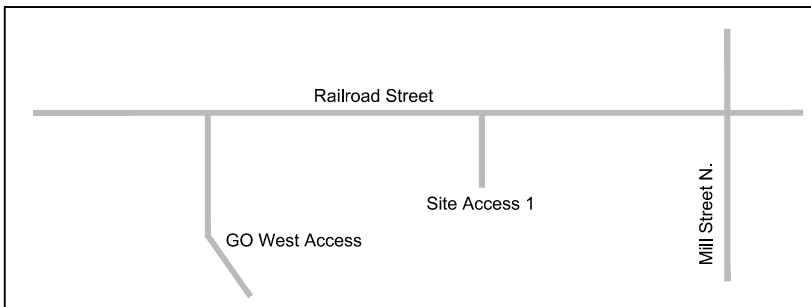 Railroad Street
Site Access 1
GO West Access
Mill Street N.